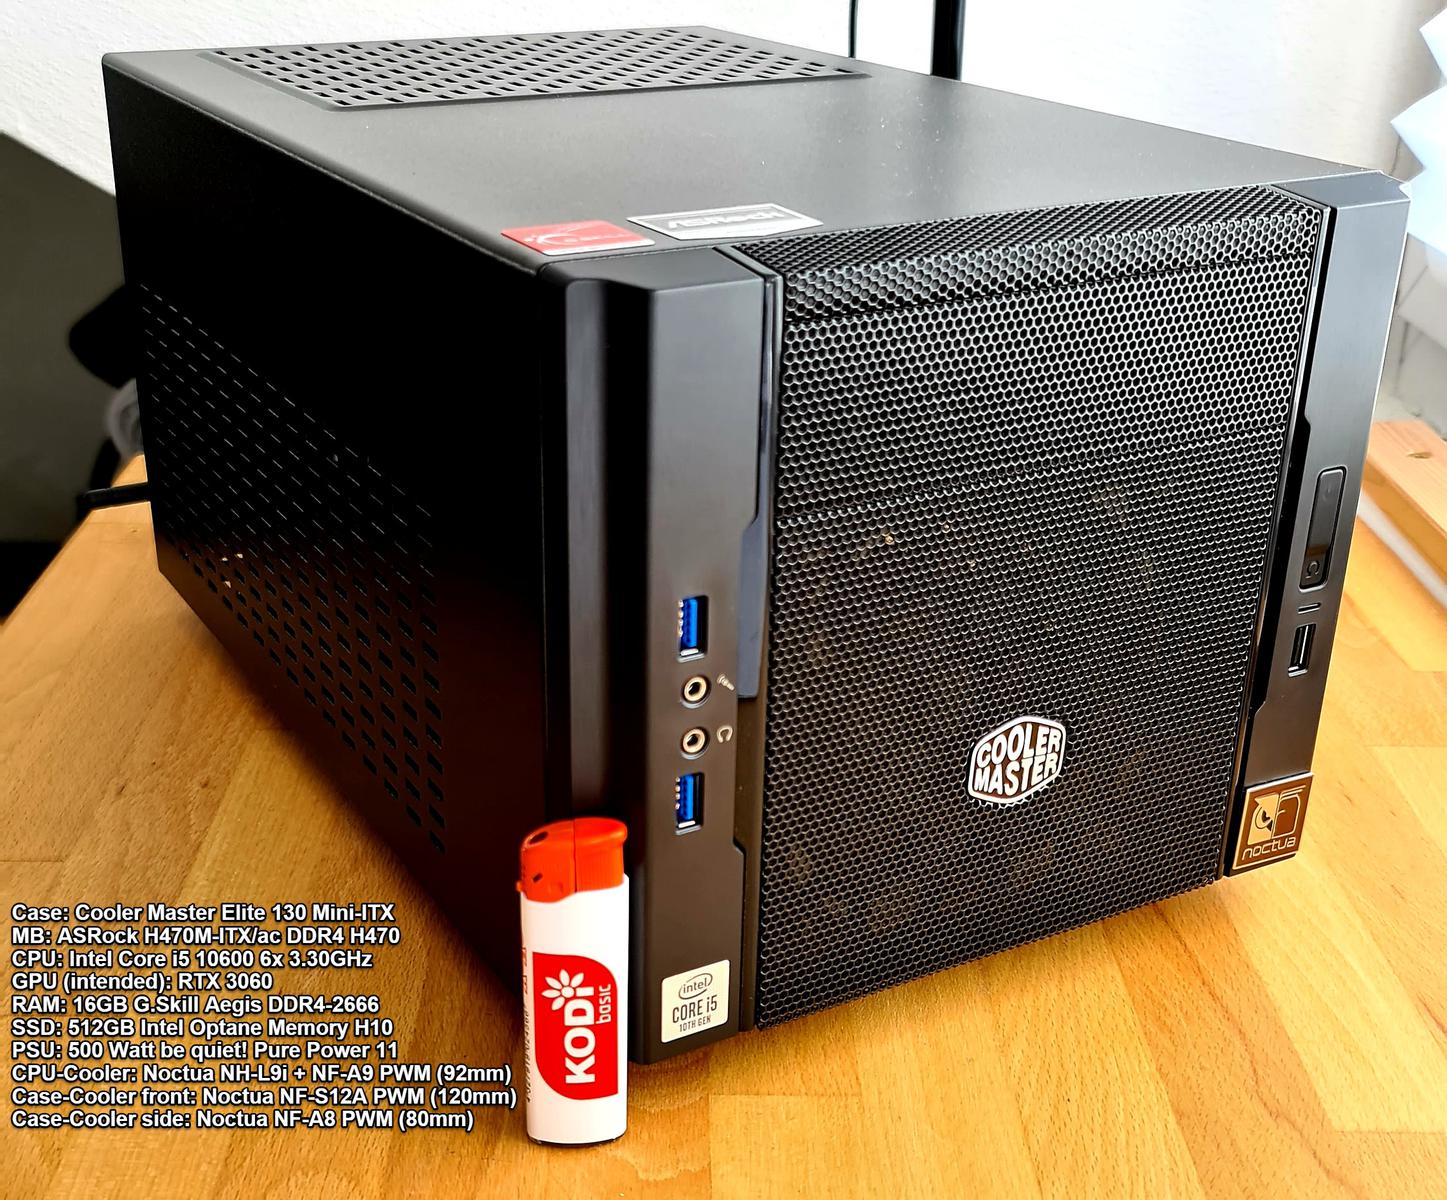 ASRock
COOLER
MASTER
noctua
intel
CORE i5
10TH GEN
KODi
basic
Case: Cooler Master Elite 130 Mini-ITX
MB: ASRock H470M-ITX/ac DDR4 H470
CPU: Intel Core i5 10600 6x 3.30GHz
GPU (intended): RTX 3060
RAM: 16GB G.Skill Aegis DDR4-2666
SSD: 512GB Intel Optane Memory H10
PSU: 500 Watt be quiet! Pure Power 11
CPU-Cooler: Noctua NH-L9i + NF-A9 PWM (92mm)
Case-Cooler front: Noctua NF-S12A PWM (120mm)
Case-Cooler side: Noctua NF-A8 PWM (80mm)